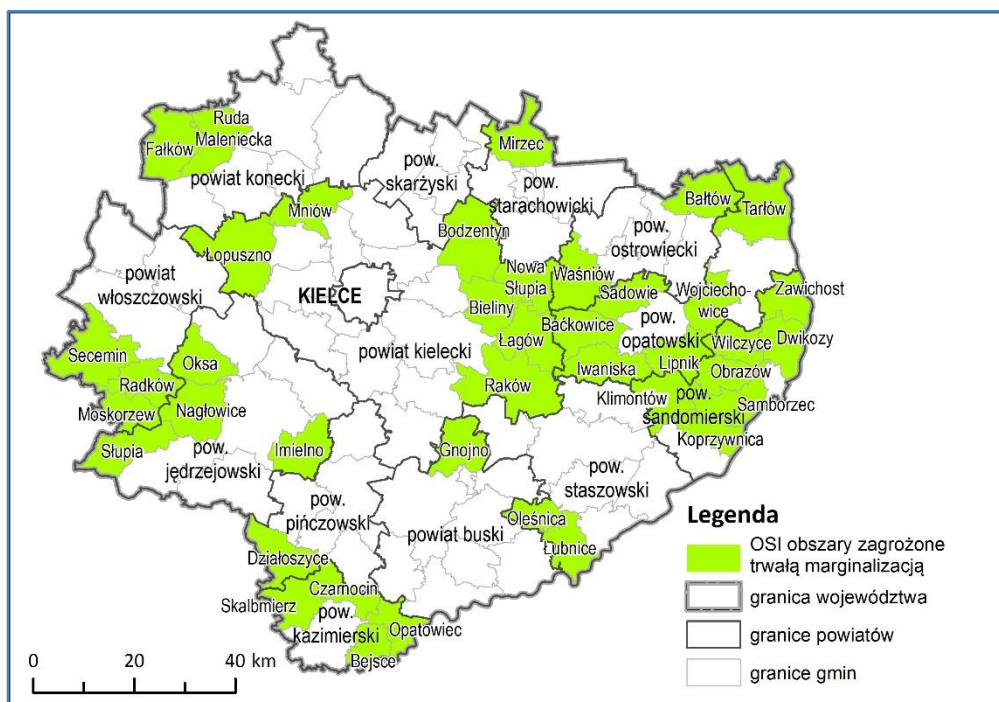 Ruda
Maleniecka
Fałków
powiat konecki
Mirzec
pow.
skarżyski
pow.
starachowicki
Mniów
Łopuszno
Bodzentyn
Bałtów
Tarłów
pow.
ostrowiecki
powiat
włoszczowski
KIELCE
Nowa
Słupia
Waśniów
Sadowie
Wojciecho-
wice
Zawichost
Bieliny
Baćkowice
pow.
opatowski
Dwikozy
Wilczyce
Secemin
Oksa
powiat kielecki
Łagów
Iwaniska
Lipnik
Obrazów
Radków
Raków
Klimontów
pow.
sandomierski
Samborzec
Moskorzew
Nagłowice
Koprzywnica
Słupia
pow.
jędrzejowski
Imielno
Gnojno
pow.
staszowski
pow.
pińczowski
powiat buski
Oleśnica
Łubnice
Działoszyce
Czarnocin
Skalbmierz
pow.
kazimierski
Opatowiec
Bejsce
0 20 40 km
Legenda
OSI obszary zagrożone
trwałą marginalizacją
granica województwa
granice powiatów
granice gmin